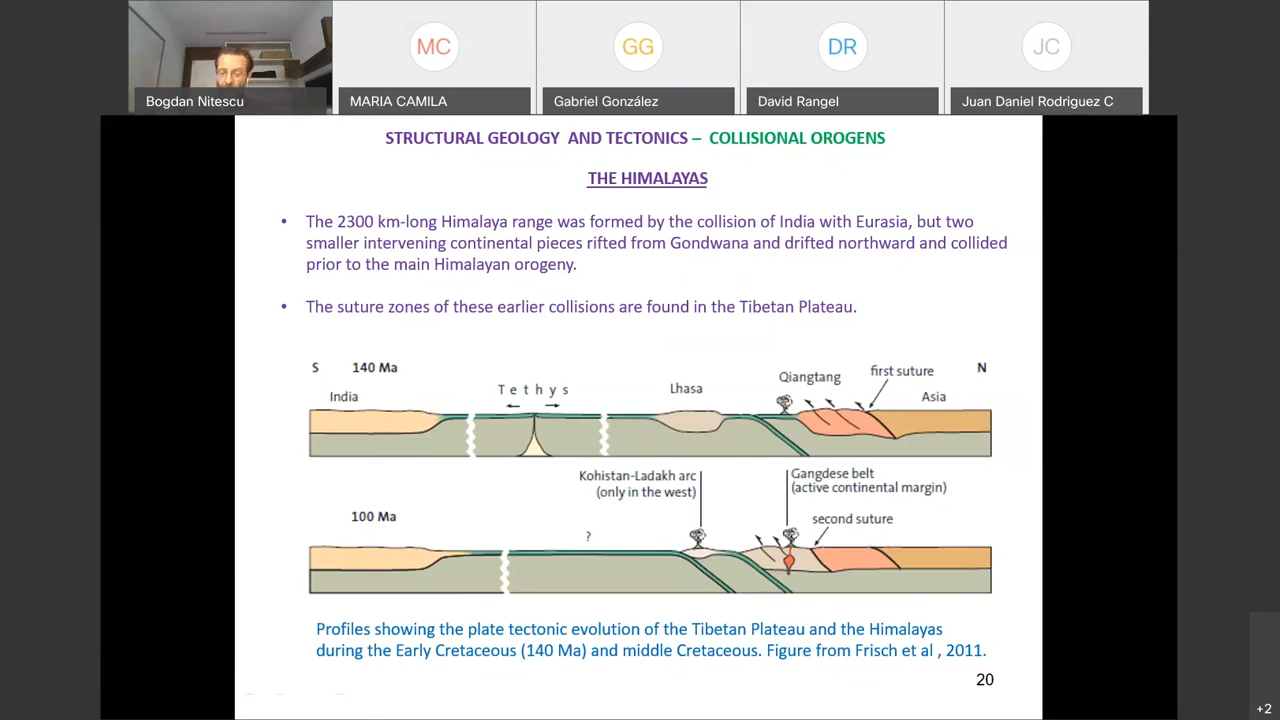 MC
GG
DR
JC
Bogdan Nitescu
MARIA CAMILA
Gabriel González
David Rangel
Juan Daniel Rodriguez C
STRUCTURAL GEOLOGY AND TECTONICS – COLLISIONAL OROGENS
THE HIMALAYAS
• The 2300 km-long Himalaya range was formed by the collision of India with Eurasia, but two
smaller intervening continental pieces rifted from Gondwana and drifted northward and collided
prior to the main Himalayan orogeny.
• The suture zones of these earlier collisions are found in the Tibetan Plateau.
S 140 Ma
India
Tethys
Lhasa
Qiangtang
first suture
N
Asia
Kohistan-Ladakh arc
(only in the west)
Gangdese belt
(active continental margin)
100 Ma
?
second suture
Profiles showing the plate tectonic evolution of the Tibetan Plateau and the Himalayas
during the Early Cretaceous (140 Ma) and middle Cretaceous. Figure from Frisch et al , 2011.
20
+2